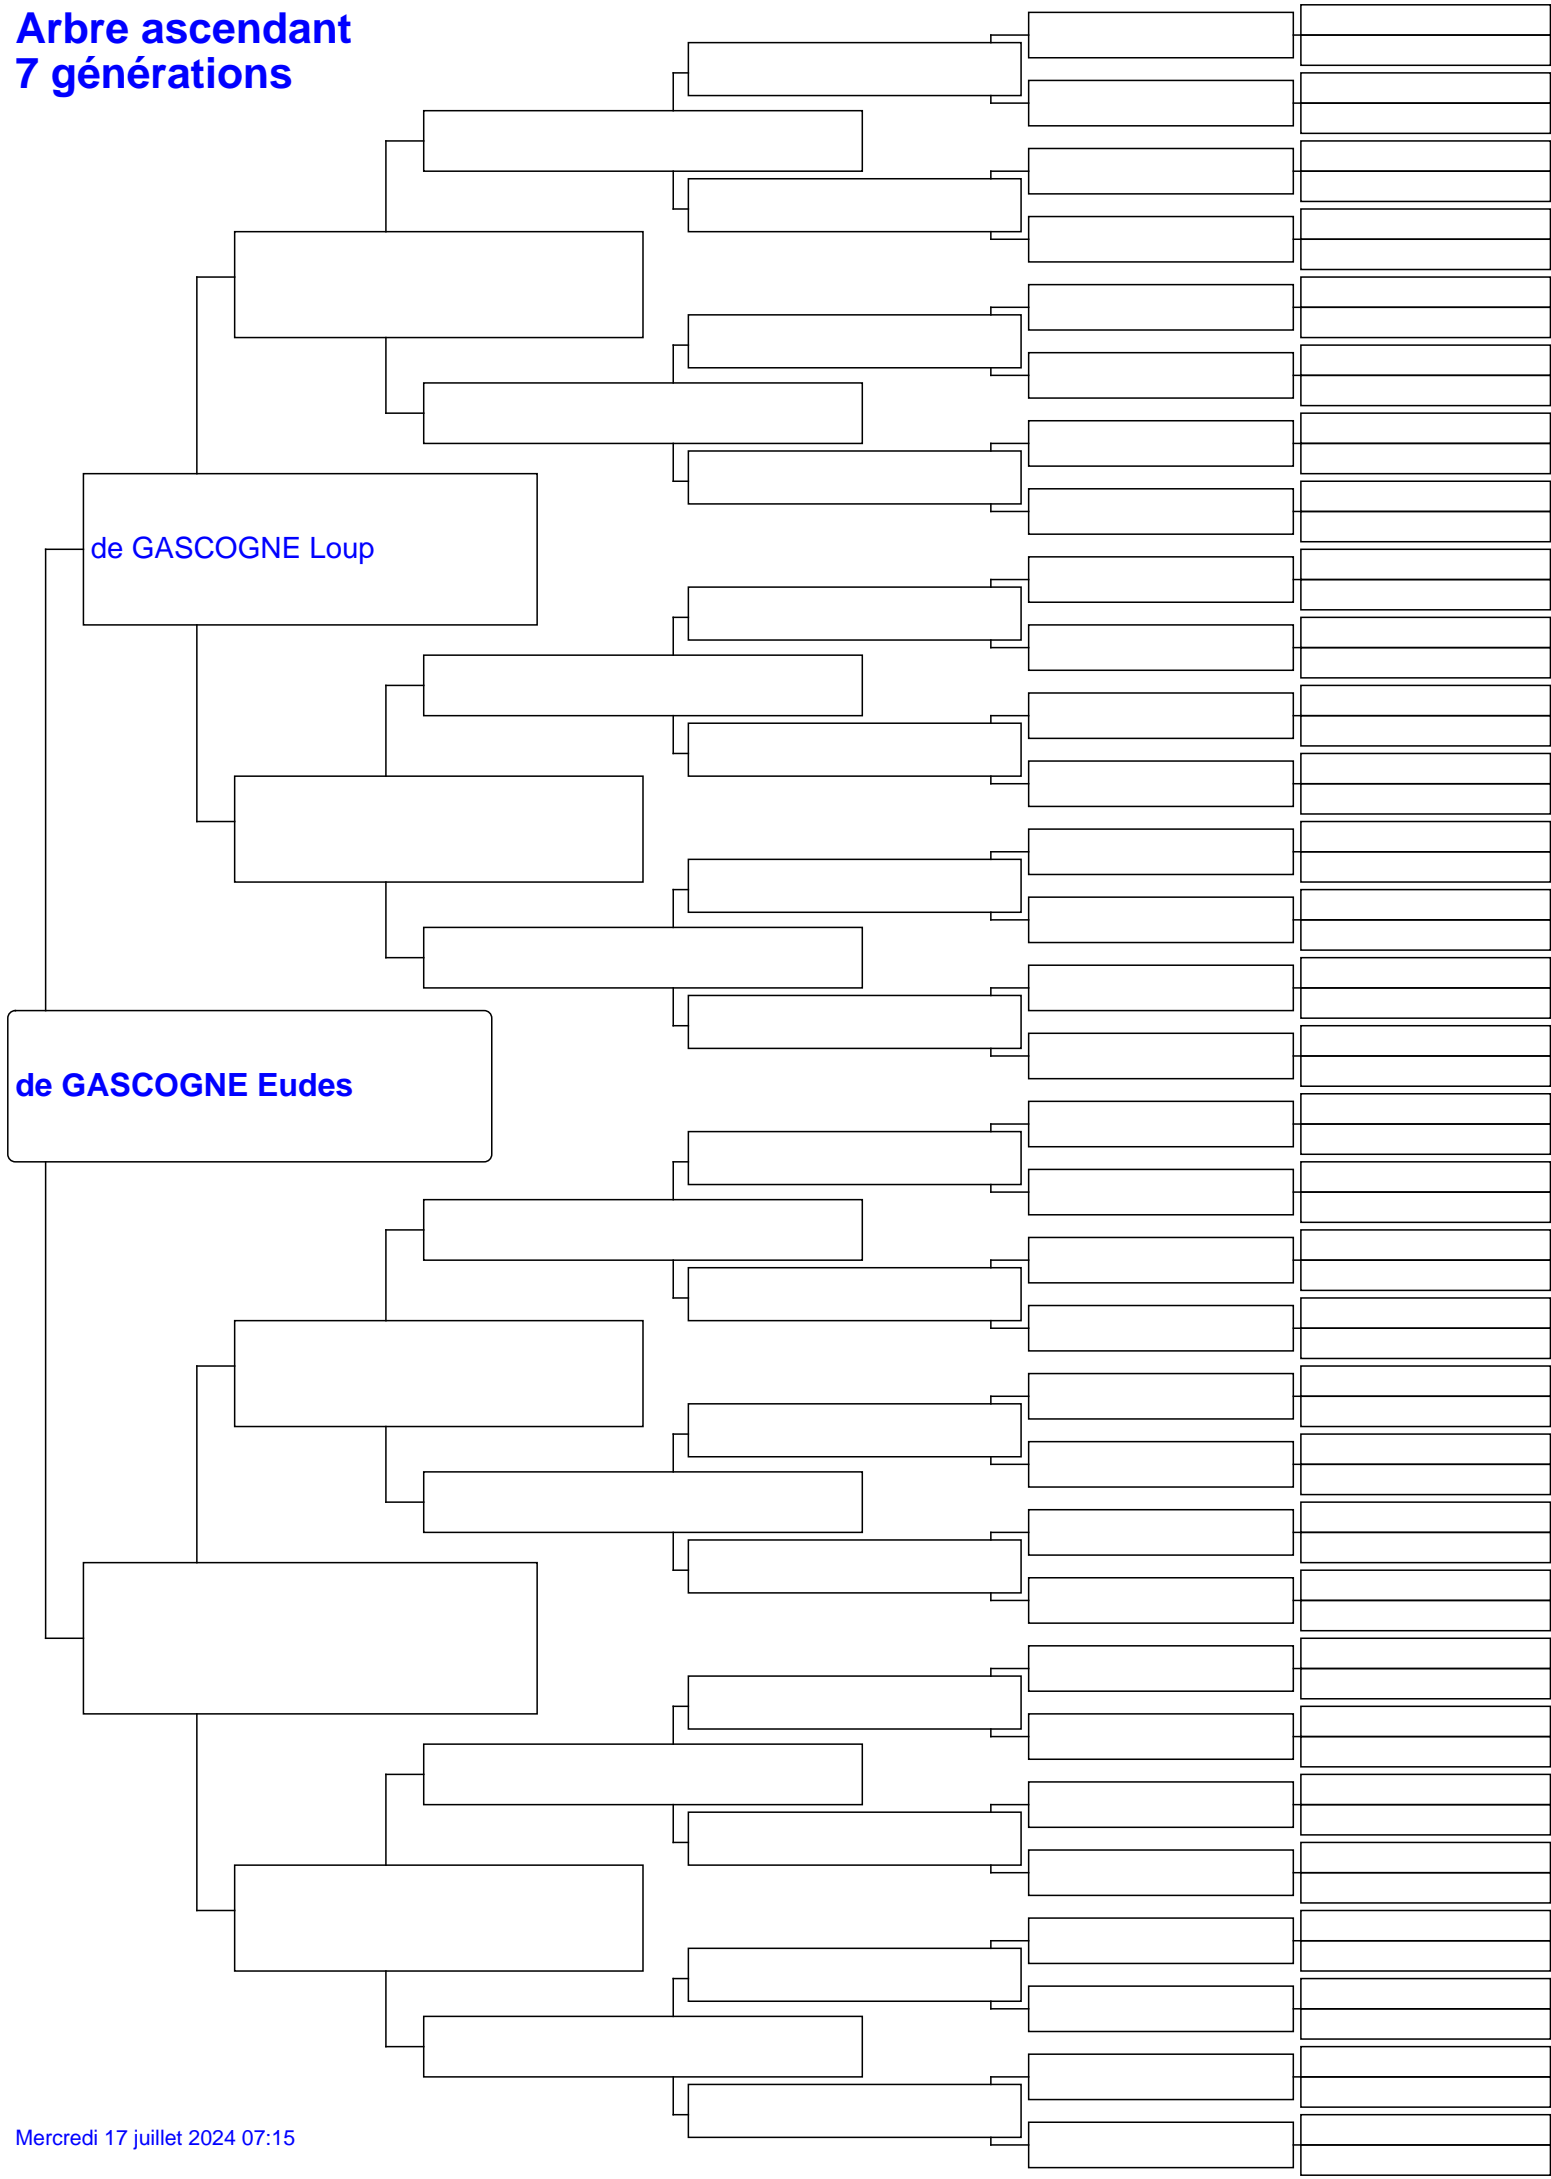 Arbre ascendant
7 générations
de GASCOGNE Loup
de GASCOGNE Eudes
Mercredi 17 juillet 2024 07:15